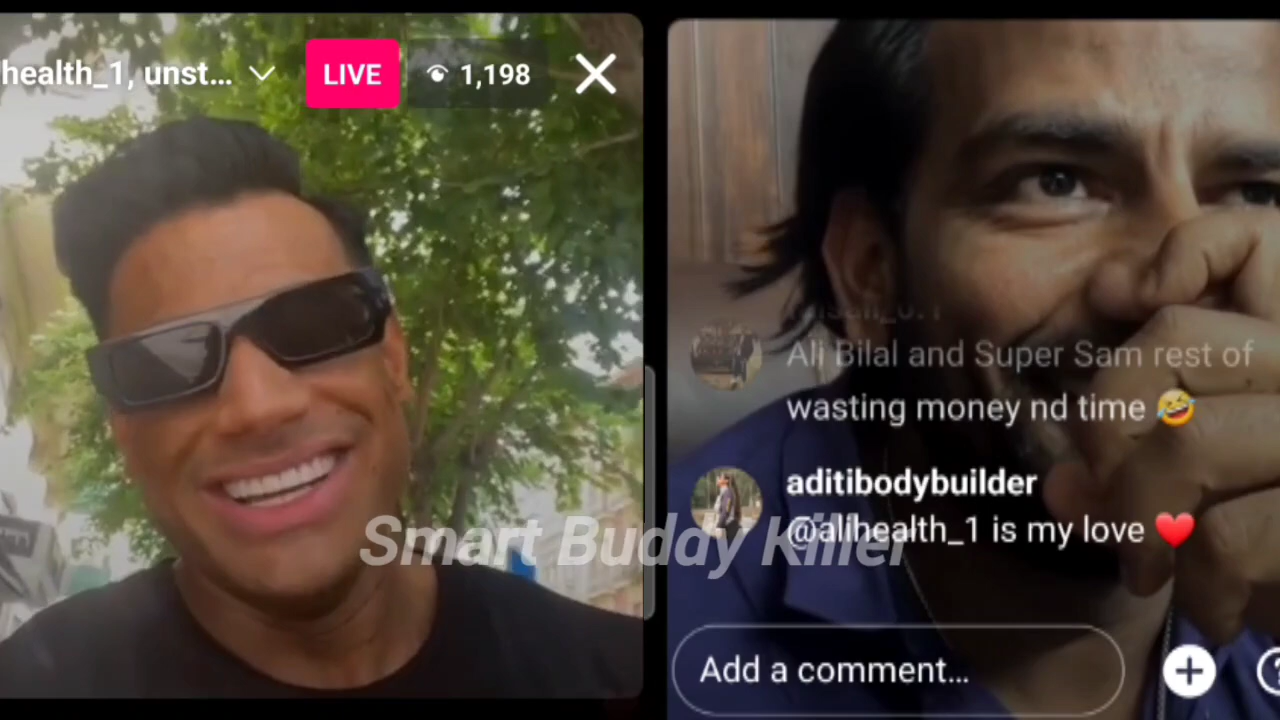 health_1, unst...
LIVE
1,198
Ali Bilal and Super Sam rest of
wasting money nd time 🤣
aditibodybuilder
@alihealth_1 is my love ❤️
Smart Buddy Killer
Add a comment...